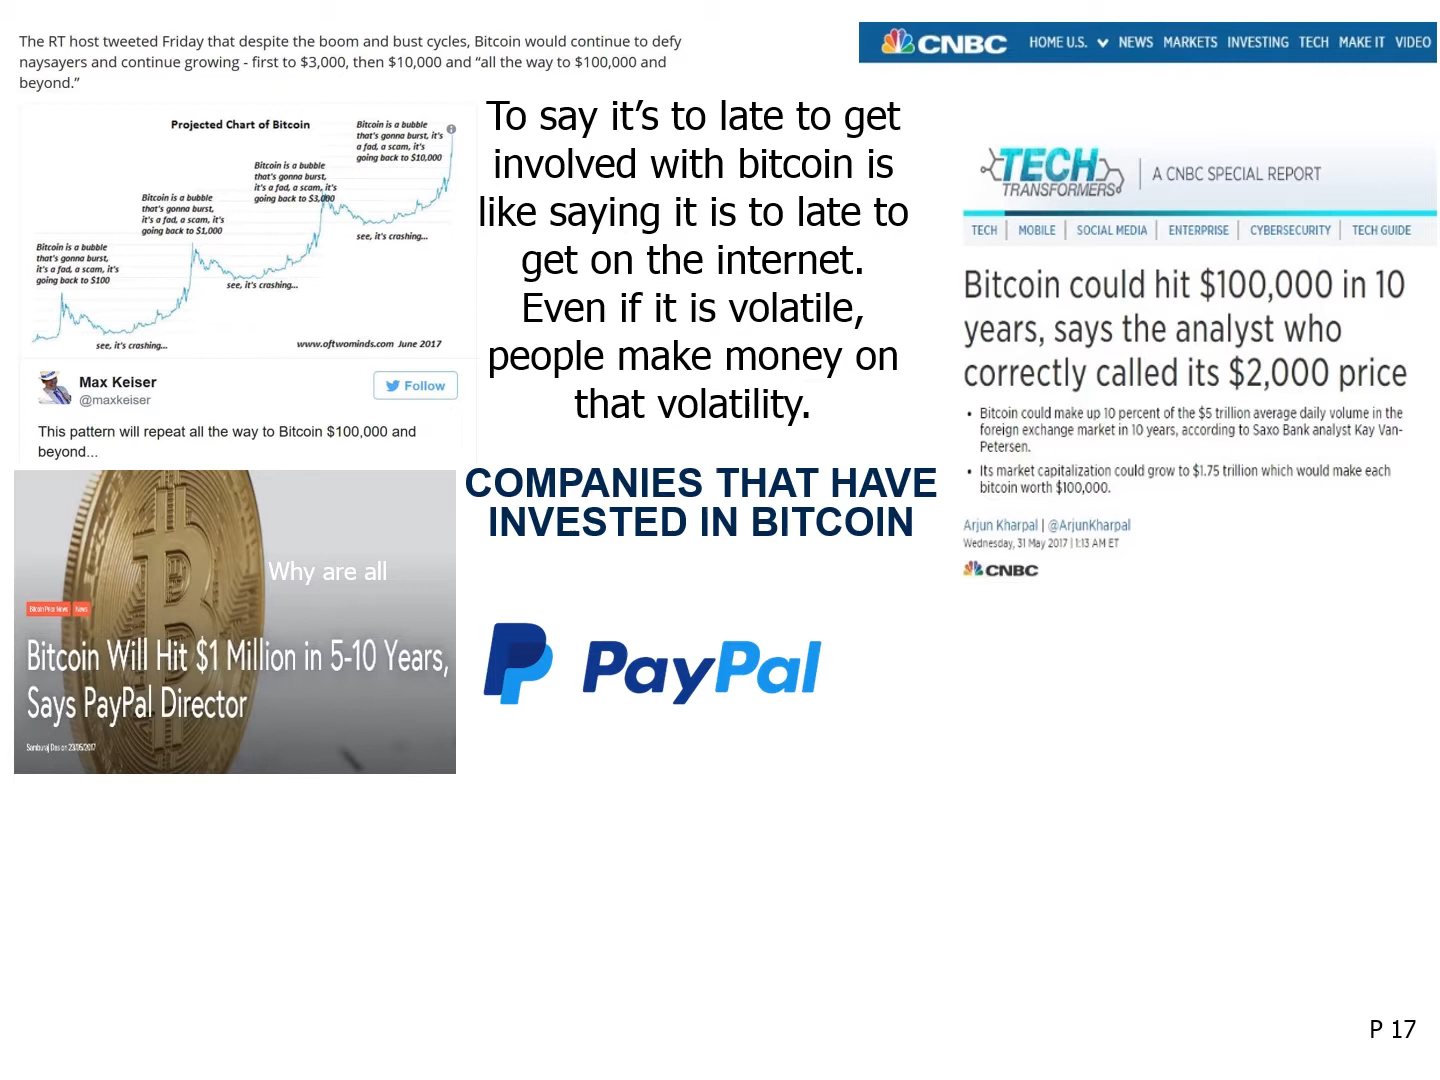 The RT host tweeted Friday that despite the boom and bust cycles, Bitcoin would continue to defy
naysayers and continue growing - first to $3,000, then $10,000 and “all the way to $100,000 and
beyond.”
Projected Chart of Bitcoin
Bitcoin is a bubble
that's gonna burst, it's
a fad, a scam, it's
going back to $10,000
Bitcoin is a bubble
that's gonna burst,
it's a fad, a scam, it's
going back to $3,000
Bitcoin is a bubble
that's gonna burst,
it's a fad, a scam, it's
going back to $1,000
Bitcoin is a bubble
that's gonna burst,
it's a fad, a scam, it's
going back to $100
see, it's crashing...
see, it's crashing...
see, it's crashing...
www.oftwominds.com June 2017
Max Keiser
@maxkeiser
Follow
This pattern will repeat all the way to Bitcoin $100,000 and
beyond...
Why are all
Bitcoin Price News News
Bitcoin Will Hit $1 Million in 5-10 Years,
Says PayPal Director
Samburaj Das on 23/05/2017
To say it’s to late to get
involved with bitcoin is
like saying it is to late to
get on the internet.
Even if it is volatile,
people make money on
that volatility.
COMPANIES THAT HAVE
INVESTED IN BITCOIN
PayPal
CNBC HOME U.S. NEWS MARKETS INVESTING TECH MAKE IT VIDEO
TECH
TRANSFORMERS
A CNBC SPECIAL REPORT
TECH MOBILE SOCIAL MEDIA ENTERPRISE CYBERSECURITY TECH GUIDE
Bitcoin could hit $100,000 in 10
years, says the analyst who
correctly called its $2,000 price
• Bitcoin could make up 10 percent of the $5 trillion average daily volume in the
foreign exchange market in 10 years, according to Saxo Bank analyst Kay Van-
Petersen.
• Its market capitalization could grow to $1.75 trillion which would make each
bitcoin worth $100,000.
Arjun Kharpal | @ArjunKharpal
Wednesday, 31 May 2017 | 1:13 AM ET
CNBC
P 17